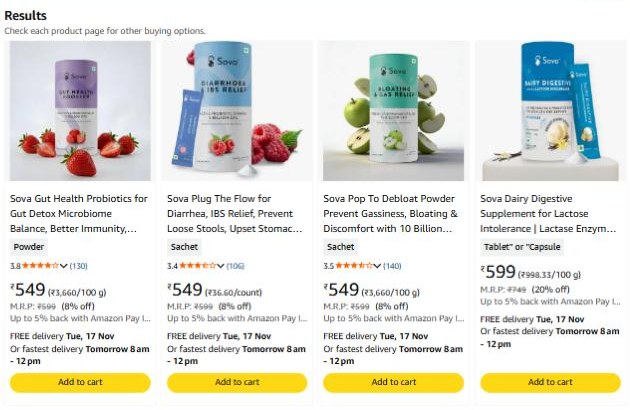 Results
Check each product page for other buying options.
Sova
GUT HEALTH
BOOSTER
Sova
DIARRHOEA
& IBS RELIEF
Sova
BLOATING
& GAS RELIEF
Sova
DAIRY DIGESTIVE
Sova Gut Health Probiotics for
Gut Detox Microbiome
Balance, Better Immunity,...
Powder
3.8 (130)
₹549 (₹3,660/100 g)
M.R.P: ₹599 (8% off)
Up to 5% back with Amazon Pay I...
FREE delivery Tue, 17 Nov
Or fastest delivery Tomorrow 8 am
- 12 pm
Add to cart
Sova Plug The Flow for
Diarrhea, IBS Relief, Prevent
Loose Stools, Upset Stomac...
Sachet
3.4 (106)
₹549 (₹36.60/count)
M.R.P: ₹599 (8% off)
Up to 5% back with Amazon Pay I...
FREE delivery Tue, 17 Nov
Or fastest delivery Tomorrow 8 am
- 12 pm
Add to cart
Sova Pop To Debloat Powder
Prevent Gassiness, Bloating &
Discomfort with 10 Billion...
Sachet
3.5 (140)
₹549 (₹3,660/100 g)
M.R.P: ₹599 (8% off)
Up to 5% back with Amazon Pay I...
FREE delivery Tue, 17 Nov
Or fastest delivery Tomorrow 8 am
- 12 pm
Add to cart
Sova Dairy Digestive
Supplement for Lactose
Intolerance | Lactase Enzym...
Tablet" or "Capsule
₹599 (₹998.33/100 g)
M.R.P: ₹749 (20% off)
Up to 5% back with Amazon Pay I...
FREE delivery Tue, 17 Nov
Or fastest delivery Tomorrow 8 am
- 12 pm
Add to cart